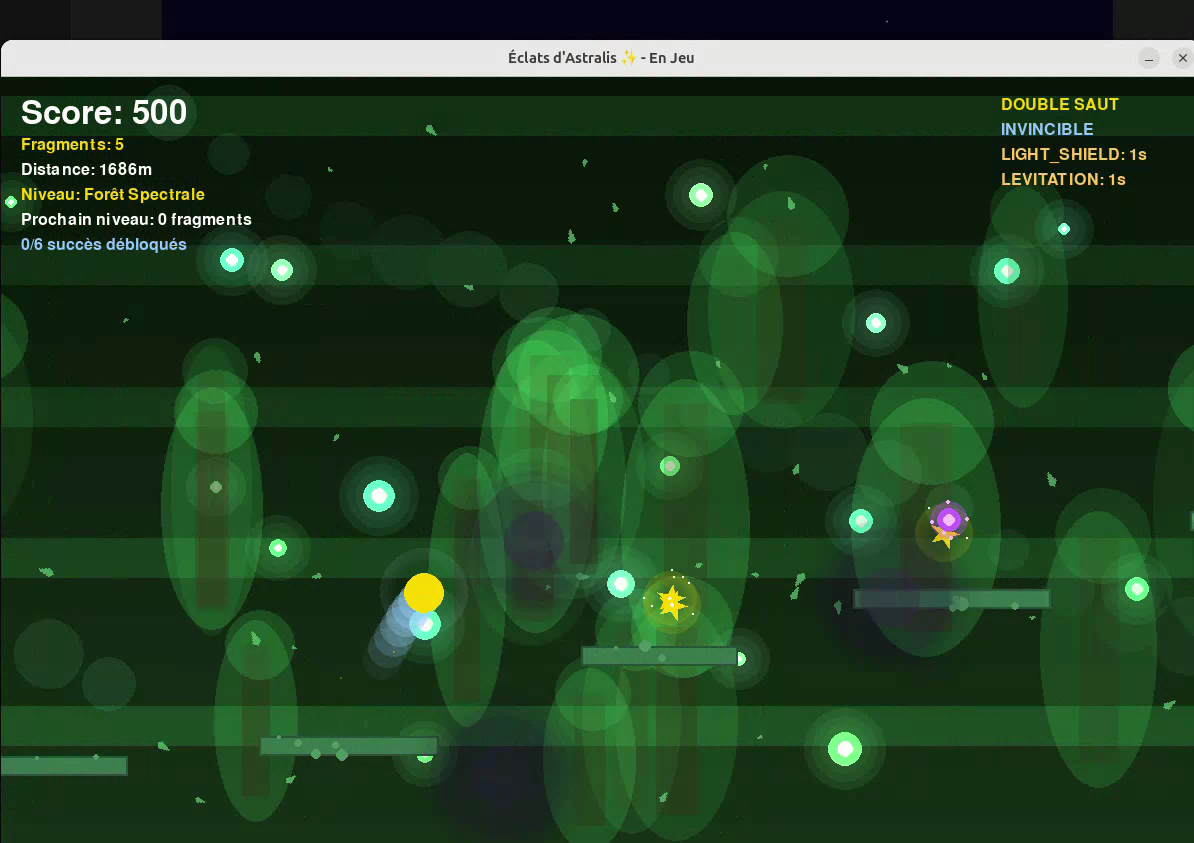 Éclats d'Astralis ✨ - En Jeu
Score: 500
Fragments: 5
Distance: 1686m
Niveau: Forêt Spectrale
Prochain niveau: 0 fragments
0/6 succès débloqués
DOUBLE SAUT
INVINCIBLE
LIGHT_SHIELD: 1s
LEVITATION: 1s